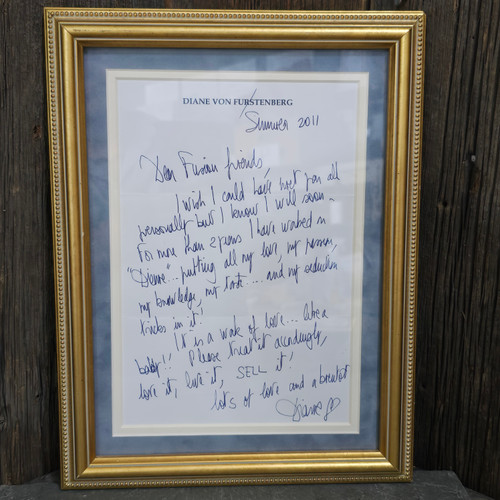 DIANE VON FURSTENBERG
Summer 2011
Dear Fusion friends,
I wish I could have met you all
personally but I know I will soon -
For more than 2 years I have worked on
"Diane"... putting all my love, my passion,
my knowledge, my taste... and my seduction
tricks in it!
It is a work of love... like a
baby!! Please treat it accordingly,
love it, live it, SELL it!
Lots of love and a
Diane